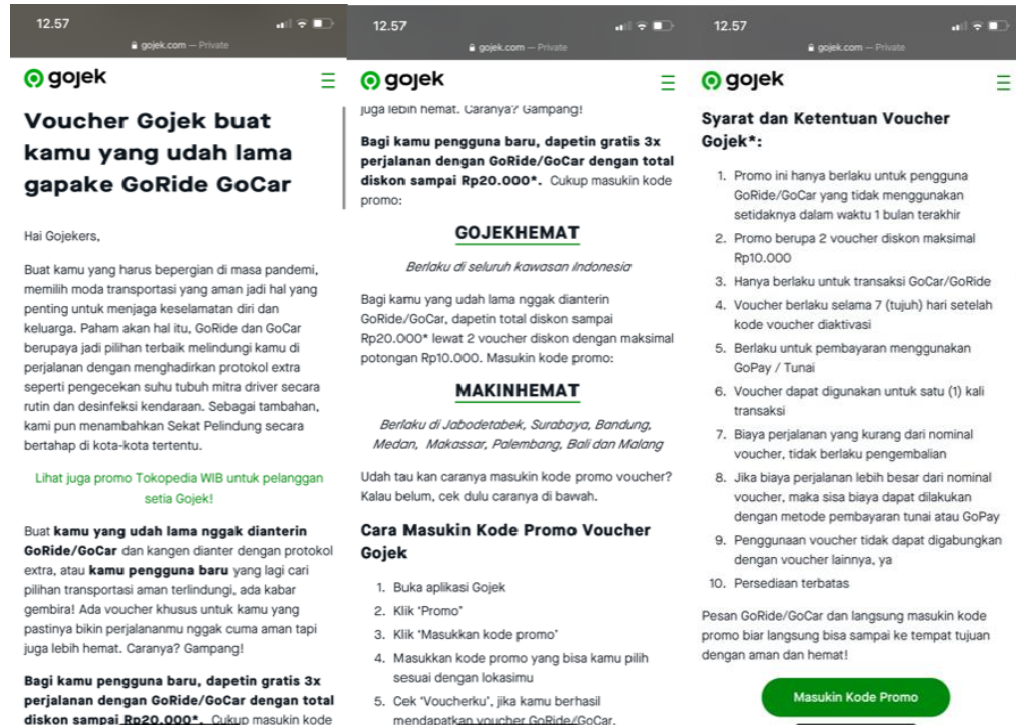 12.57
gojek.com — Private
gojek
Voucher Gojek buat
kamu yang udah lama
gapake GoRide GoCar
Hai Gojekers,
Buat kamu yang harus bepergian di masa pandemi,
memilih moda transportasi yang aman jadi hal yang
penting untuk menjaga keselamatan diri dan
keluarga. Paham akan hal itu, GoRide dan GoCar
berupaya jadi pilihan terbaik melindungi kamu di
perjalanan dengan menghadirkan protokol extra
seperti pengecekan suhu tubuh mitra driver secara
rutin dan desinfeksi kendaraan. Sebagai tambahan,
kami pun menambahkan Sekat Pelindung secara
bertahap di kota-kota tertentu.
Lihat juga promo Tokopedia WIB untuk pelanggan
setia Gojek!
Buat kamu yang udah lama nggak dianterin
GoRide/GoCar dan kangen dianter dengan protokol
extra, atau kamu pengguna baru yang lagi cari
pilihan transportasi aman terlindungi, ada kabar
gembira! Ada voucher khusus untuk kamu yang
pastinya bikin perjalananmu nggak cuma aman tapi
juga lebih hemat. Caranya? Gampang!
Bagi kamu pengguna baru, dapetin gratis 3x
perjalanan dengan GoRide/GoCar dengan total
diskon sampai Rp20.000*. Cukup masukin kode
12.57
gojek.com — Private
gojek
juga lebih hemat. Caranya? Gampang!
Bagi kamu pengguna baru, dapetin gratis 3x
perjalanan dengan GoRide/GoCar dengan total
diskon sampai Rp20.000*. Cukup masukin kode
promo:
GOJEKHEMAT
Berlaku di seluruh kawasan Indonesia
Bagi kamu yang udah lama nggak dianterin
GoRide/GoCar, dapetin total diskon sampai
Rp20.000* lewat 2 voucher diskon dengan maksimal
potongan Rp10.000. Masukin kode promo:
MAKINHEMAT
Berlaku di Jabodetabek, Surabaya, Bandung,
Medan, Makassar, Palembang, Bali dan Malang
Udah tau kan caranya masukin kode promo voucher?
Kalau belum, cek dulu caranya di bawah.
Cara Masukin Kode Promo Voucher
Gojek
1. Buka aplikasi Gojek
2. Klik "Promo"
3. Klik 'Masukkan kode promo'
4. Masukkan kode promo yang bisa kamu pilih
sesuai dengan lokasimu
5. Cek 'Voucherku', jika kamu berhasil
mendapatkan voucher GoRide/GoCar.
12.57
gojek.com — Private
gojek
Syarat dan Ketentuan Voucher
Gojek*:
1. Promo ini hanya berlaku untuk pengguna
GoRide/GoCar yang tidak menggunakan
setidaknya dalam waktu 1 bulan terakhir
2. Promo berupa 2 voucher diskon maksimal
Rp10.000
3. Hanya berlaku untuk transaksi GoCar/GoRide
4. Voucher berlaku selama 7 (tujuh) hari setelah
kode voucher diaktivasi
5. Berlaku untuk pembayaran menggunakan
GoPay / Tunai
6. Voucher dapat digunakan untuk satu (1) kali
transaksi
7. Biaya perjalanan yang kurang dari nominal
voucher, tidak berlaku pengembalian
8. Jika biaya perjalanan lebih besar dari nominal
voucher, maka sisa biaya dapat dilakukan
dengan metode pembayaran tunai atau GoPay
9. Penggunaan voucher tidak dapat digabungkan
dengan voucher lainnya, ya
10. Persediaan terbatas
Pesan GoRide/GoCar dan langsung masukin kode
promo biar langsung bisa sampai ke tempat tujuan
dengan aman dan hemat!
Masukin Kode Promo